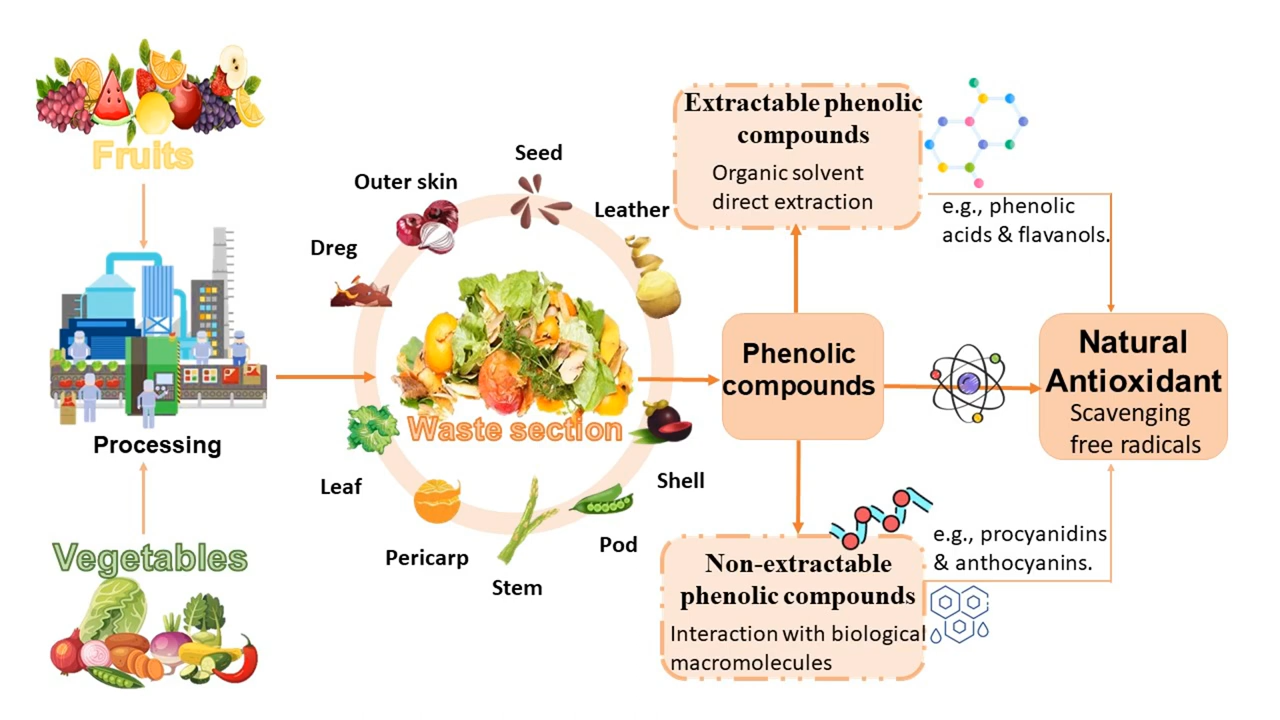 Fruits
Processing
Vegetables
Seed
Outer skin
Leather
Dreg
Waste section
Leaf
Shell
Pericarp
Pod
Stem
Phenolic
compounds
Extractable phenolic
compounds
Organic solvent
direct extraction
e.g., phenolic
acids & flavanols.
Natural
Antioxidant
Scavenging
free radicals
Non-extractable
phenolic compounds
Interaction with biological
macromolecules
e.g., procyanidins
& anthocyanins.